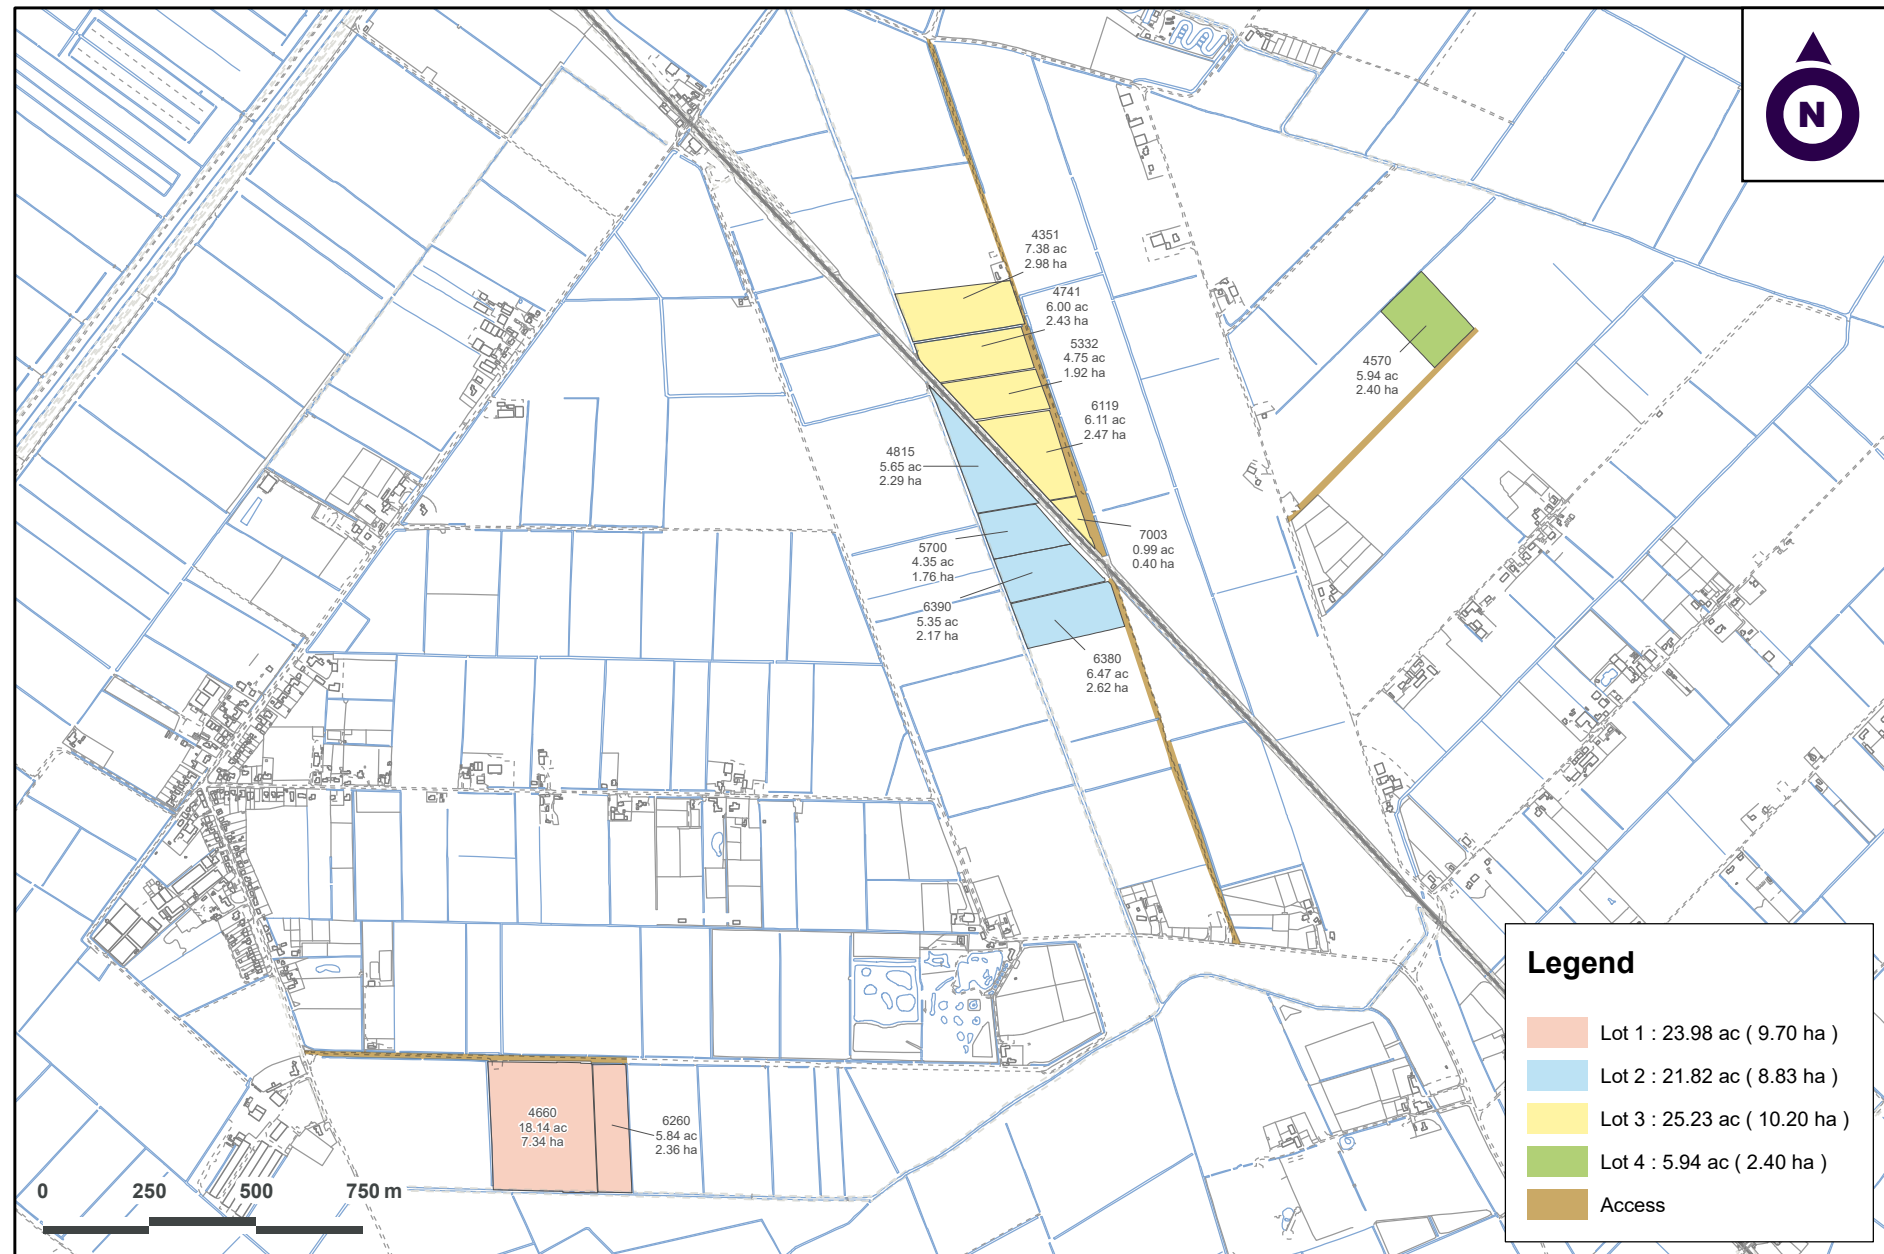 N
4351
7.38 ac
2.98 ha
4741
6.00 ac
2.43 ha
5332
4.75 ac
1.92 ha
4570
5.94 ac
2.40 ha
6119
6.11 ac
2.47 ha
4815
5.65 ac
2.29 ha
7003
0.99 ac
0.40 ha
5700
4.35 ac
1.76 ha
6390
5.35 ac
2.17 ha
6380
6.47 ac
2.62 ha
4660
18.14 ac
7.34 ha
6260
5.84 ac
2.36 ha
0 250 500 750 m
Legend
Lot 1 : 23.98 ac ( 9.70 ha )
Lot 2 : 21.82 ac ( 8.83 ha )
Lot 3 : 25.23 ac ( 10.20 ha )
Lot 4 : 5.94 ac ( 2.40 ha )
Access